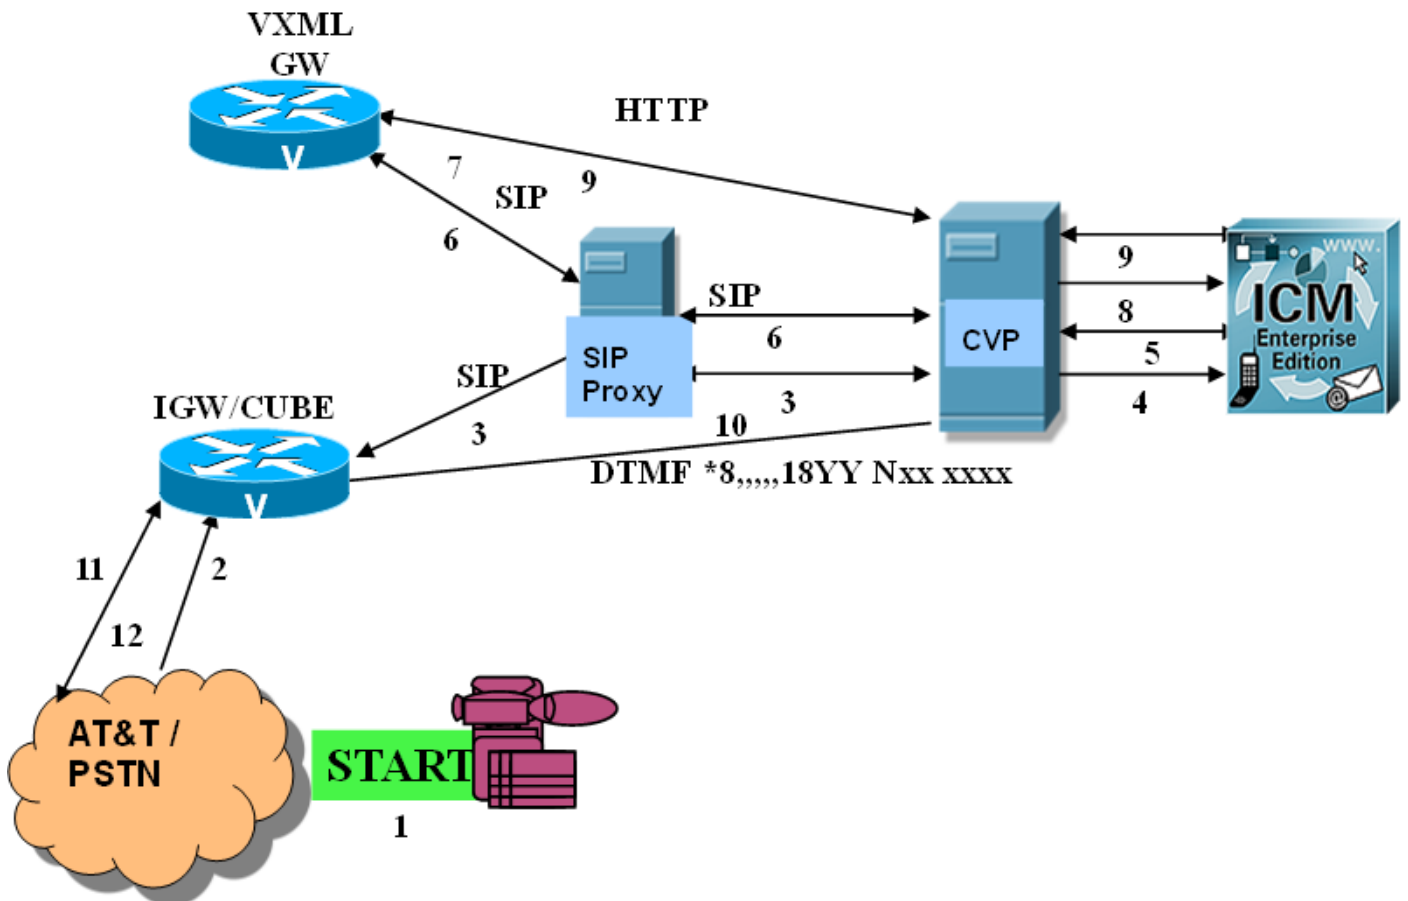 VXML
GW
V
HTTP
7
9
SIP
6
www.
9
SIP
ICM
8
Enterprise
Edition
6
CVP
5
SIP
Proxy
SIP
3
4
@
IGW/CUBE
3
10
DTMF *8,,,,,18YY Nxx xxxx
V
11
2
12
AT&T /
PSTN
START
1